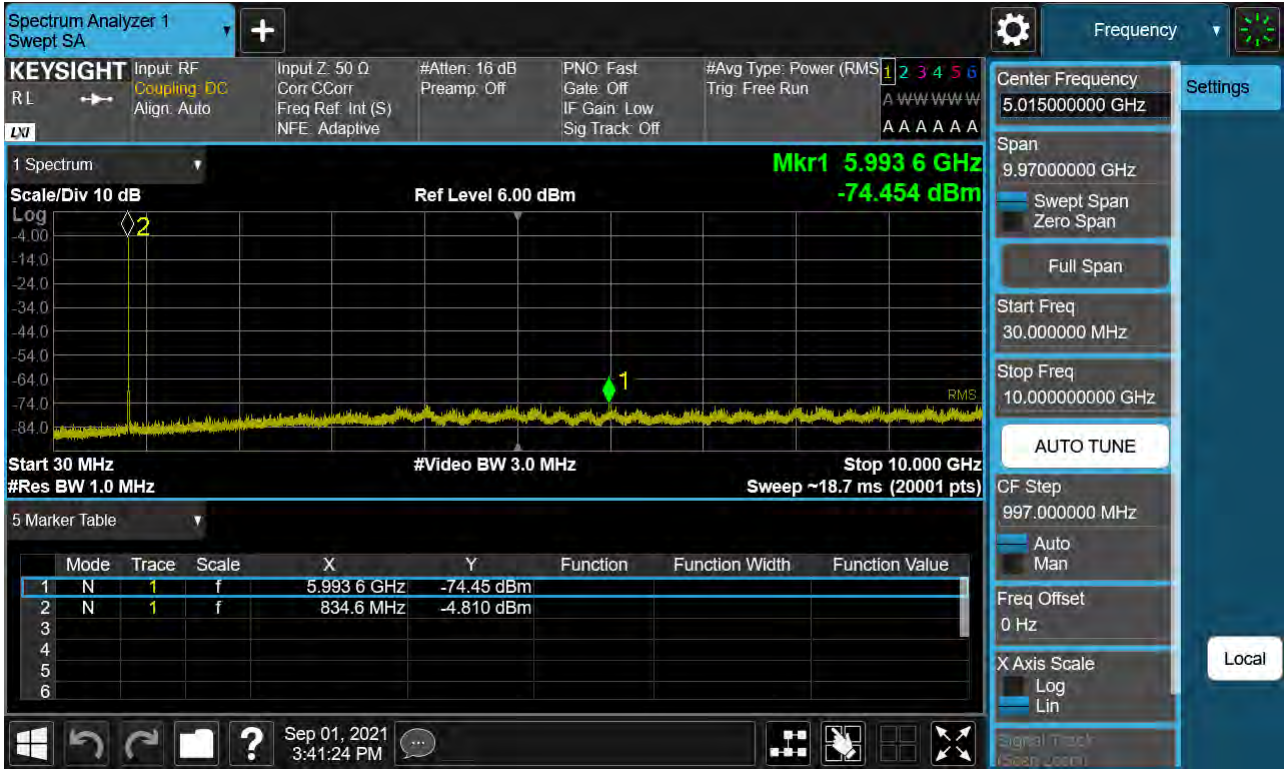 Spectrum Analyzer 1
Swept SA
Frequency
KEYSIGHT
RL
LXI
Input: RF
Coupling: DC
Align: Auto
Input Z: 50 Ω
Corr CCorr
Freq Ref: Int (S)
NFE: Adaptive
#Atten: 16 dB
Preamp: Off
PNO: Fast
Gate: Off
IF Gain: Low
Sig Track: Off
#Avg Type: Power (RMS
Trig: Free Run
1 2 3 4 5 6
A W W W W W
A A A A A A
1 Spectrum
Scale/Div 10 dB
Ref Level 6.00 dBm
Mkr1 5.993 6 GHz
-74.454 dBm
Log
-4.00
-14.0
-24.0
-34.0
-44.0
-54.0
-64.0
-74.0
-84.0
2
1
RMS
Start 30 MHz
#Video BW 3.0 MHz
Stop 10.000 GHz
#Res BW 1.0 MHz
Sweep ~18.7 ms (20001 pts)
5 Marker Table
Mode Trace Scale X Y Function Function Width Function Value
1 N 1 f 5.993 6 GHz -74.45 dBm
2 N 1 f 834.6 MHz -4.810 dBm
3
4
5
6
Sep 01, 2021
3:41:24 PM
Center Frequency
5.015000000 GHz
Span
9.97000000 GHz
Swept Span
Zero Span
Full Span
Start Freq
30.000000 MHz
Stop Freq
10.000000000 GHz
AUTO TUNE
CF Step
997.000000 MHz
Auto
Man
Freq Offset
0 Hz
X Axis Scale
Log
Lin
Signal Track
(Span Zoom)
Settings
Local